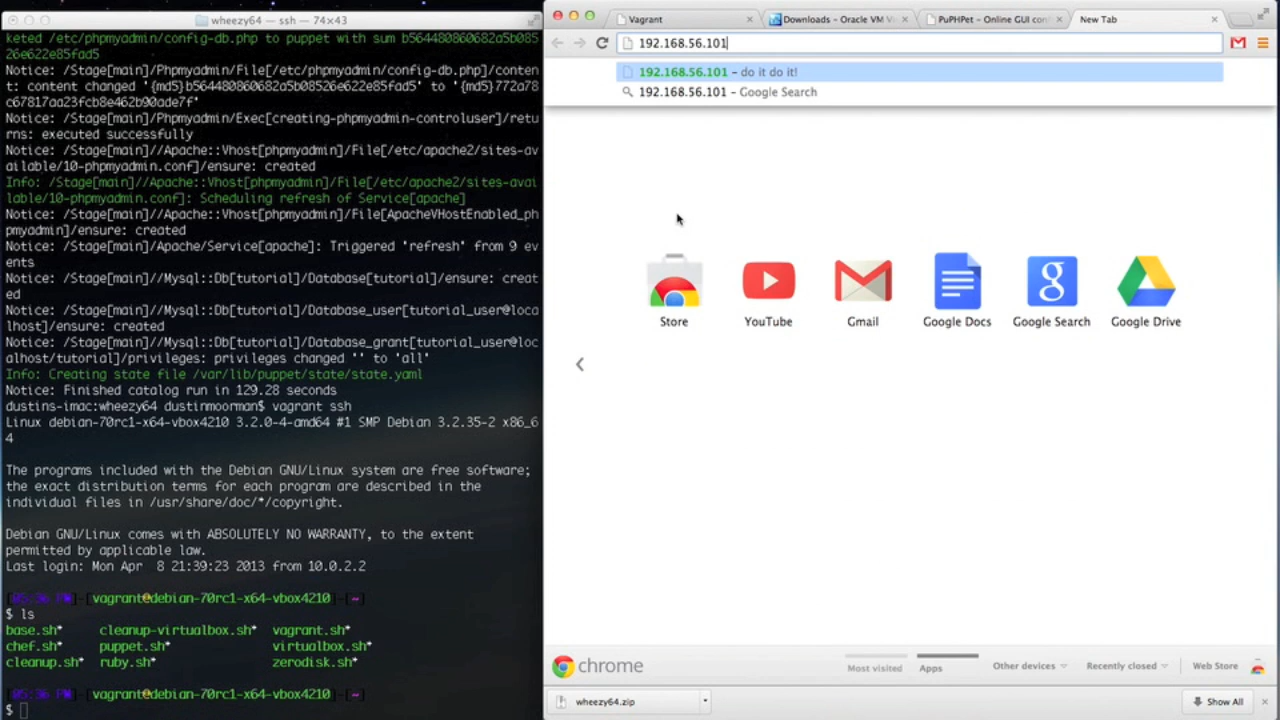 wheezy64 — ssh — 74×43
keted /etc/phpmyadmin/config-db.php to puppet with sum b564480860682a5b085
26e622e85fad5
Notice: /Stage[main]/Phpmyadmin/File[/etc/phpmyadmin/config-db.php]/conten
t: content changed '{md5}b564480860682a5b08526e622e85fad5' to '{md5}772a78
c67817aa23fcb8e462b90ade7f'
Notice: /Stage[main]/Phpmyadmin/Exec[creating-phpmyadmin-controluser]/retu
rns: executed successfully
Notice: /Stage[main]//Apache::Vhost[phpmyadmin]/File[/etc/apache2/sites-av
ailable/10-phpmyadmin.conf]/ensure: created
Info: /Stage[main]//Apache::Vhost[phpmyadmin]/File[/etc/apache2/sites-avai
lable/10-phpmyadmin.conf]: Scheduling refresh of Service[apache]
Notice: /Stage[main]//Apache::Vhost[phpmyadmin]/File[ApacheVHostEnabled_ph
pmyadmin]/ensure: created
Notice: /Stage[main]/Apache/Service[apache]: Triggered 'refresh' from 9 ev
ents
Notice: /Stage[main]//Mysql::Db[tutorial]/Database[tutorial]/ensure: creat
ed
Notice: /Stage[main]//Mysql::Db[tutorial]/Database_user[tutorial_user@loca
lhost]/ensure: created
Notice: /Stage[main]//Mysql::Db[tutorial]/Database_grant[tutorial_user@loc
alhost/tutorial]/privileges: privileges changed '' to 'all'
Info: Creating state file /var/lib/puppet/state/state.yaml
Notice: Finished catalog run in 129.28 seconds
dustins-imac:wheezy64 dustinmoorman$ vagrant ssh
Linux debian-70rc1-x64-vbox4210 3.2.0-4-amd64 #1 SMP Debian 3.2.35-2 x86_6
4
The programs included with the Debian GNU/Linux system are free software;
the exact distribution terms for each program are described in the
individual files in /usr/share/doc/*/copyright.
Debian GNU/Linux comes with ABSOLUTELY NO WARRANTY, to the extent
permitted by applicable law.
Last login: Mon Apr  8 21:39:23 2013 from 10.0.2.2
[05:36 PM]-[vagrant@debian-70rc1-x64-vbox4210]-[~]
$ ls
base.sh* cleanup-virtualbox.sh* vagrant.sh*
chef.sh* puppet.sh* virtualbox.sh*
cleanup.sh* ruby.sh* zerodisk.sh*
[05:36 PM]-[vagrant@debian-70rc1-x64-vbox4210]-[~]
$
Vagrant
Downloads – Oracle VM Vi
PuPHPet – Online GUI con
New Tab
192.168.56.101
192.168.56.101 – do it do it!
192.168.56.101 – Google Search
Store YouTube Gmail Google Docs Google Search Google Drive
chrome
Most visited Apps Other devices Recently closed Web Store
wheezy64.zip
Show All